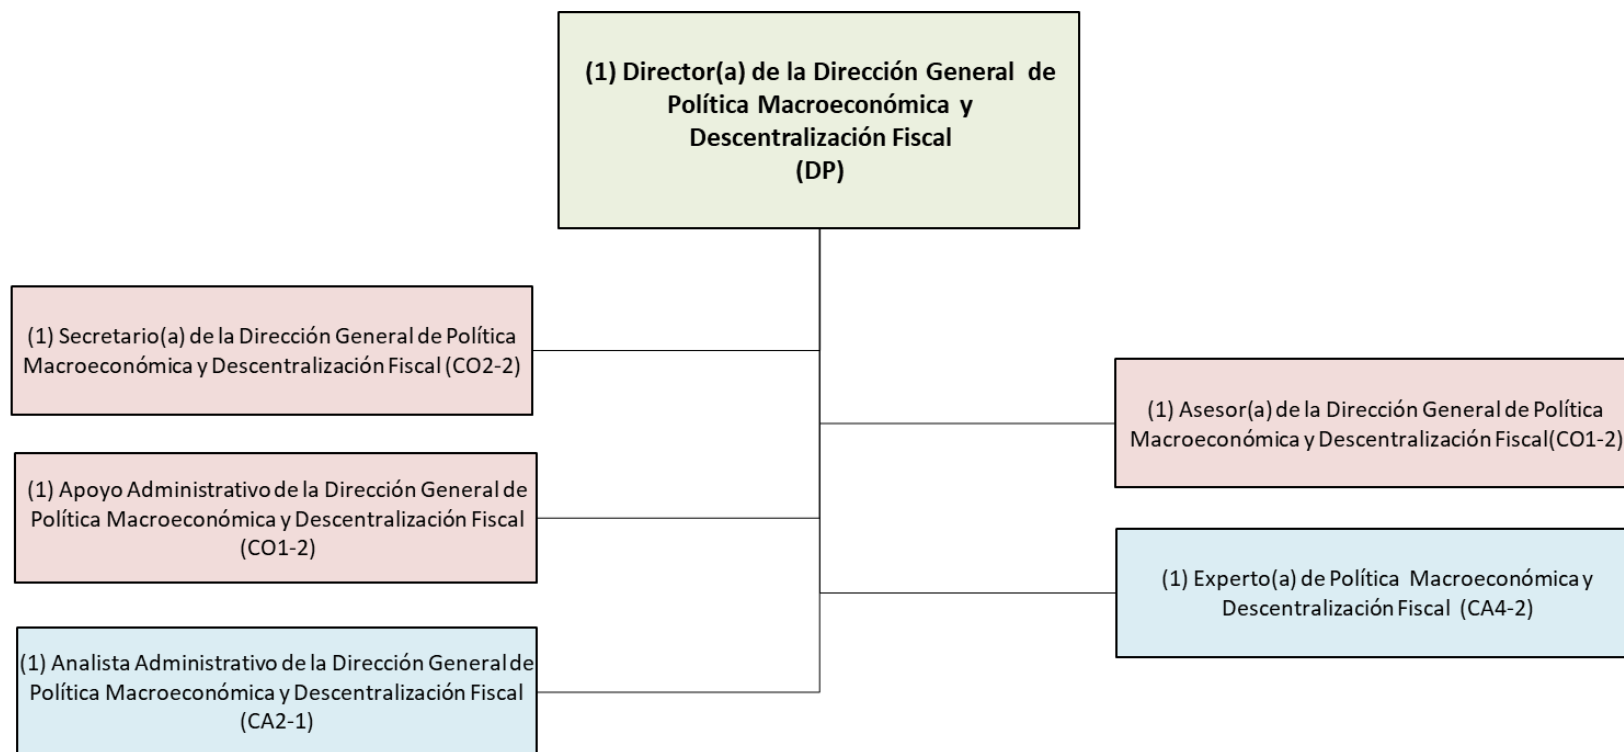 (1) Director(a) de la Dirección General de
Política Macroeconómica y
Descentralización Fiscal
(DP)
(1) Secretario(a) de la Dirección General de Política
Macroeconómica y Descentralización Fiscal (CO2-2)
(1) Asesor(a) de la Dirección General de Política
Macroeconómica y Descentralización Fiscal(CO1-2)
(1) Apoyo Administrativo de la Dirección General de
Política Macroeconómica y Descentralización Fiscal
(CO1-2)
(1) Experto(a) de Política Macroeconómica y
Descentralización Fiscal (CA4-2)
(1) Analista Administrativo de la Dirección General de
Política Macroeconómica y Descentralización Fiscal
(CA2-1)